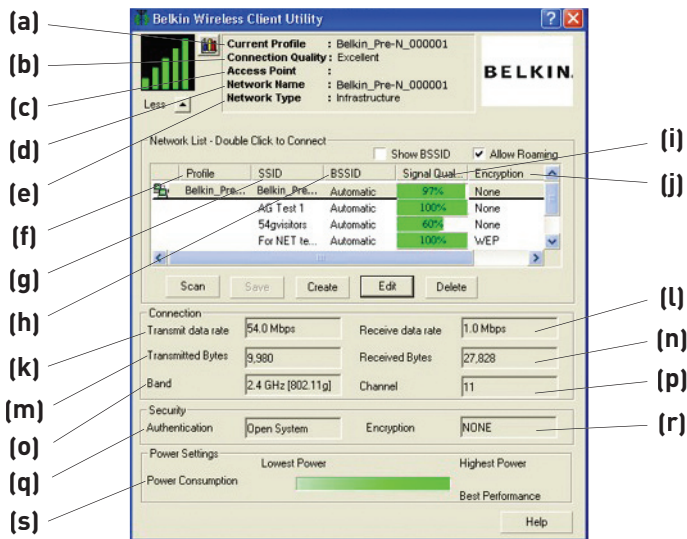 Belkin Wireless Client Utility
(a)
Current Profile : Belkin_Pre-N_000001
(b)
Connection Quality : Excellent
(c)
Access Point :
(d)
Network Name : Belkin_Pre-N_000001
(e)
Network Type : Infrastructure
BELKIN.
Less
Network List - Double Click to Connect
Show BSSID Allow Roaming
(i)
(j)
(f)
(g)
(h)
Profile SSID BSSID Signal Qual... Encryption
Belkin_Pre... Belkin_Pre... Automatic 97% None
AG Test 1 Automatic 100% None
54gvisitors Automatic 60% None
For NET te... Automatic 100% WEP
Scan Save Create Edit Delete
Connection
(k)
Transmit data rate 54.0 Mbps Receive data rate 1.0 Mbps
(l)
(m)
Transmitted Bytes 9,980 Received Bytes 27,828
(n)
(o)
Band 2.4 GHz [802.11g] Channel 11
(p)
Security
(q)
Authentication Open System Encryption NONE
(r)
Power Settings
Lowest Power Highest Power
(s)
Power Consumption
Best Performance
Help